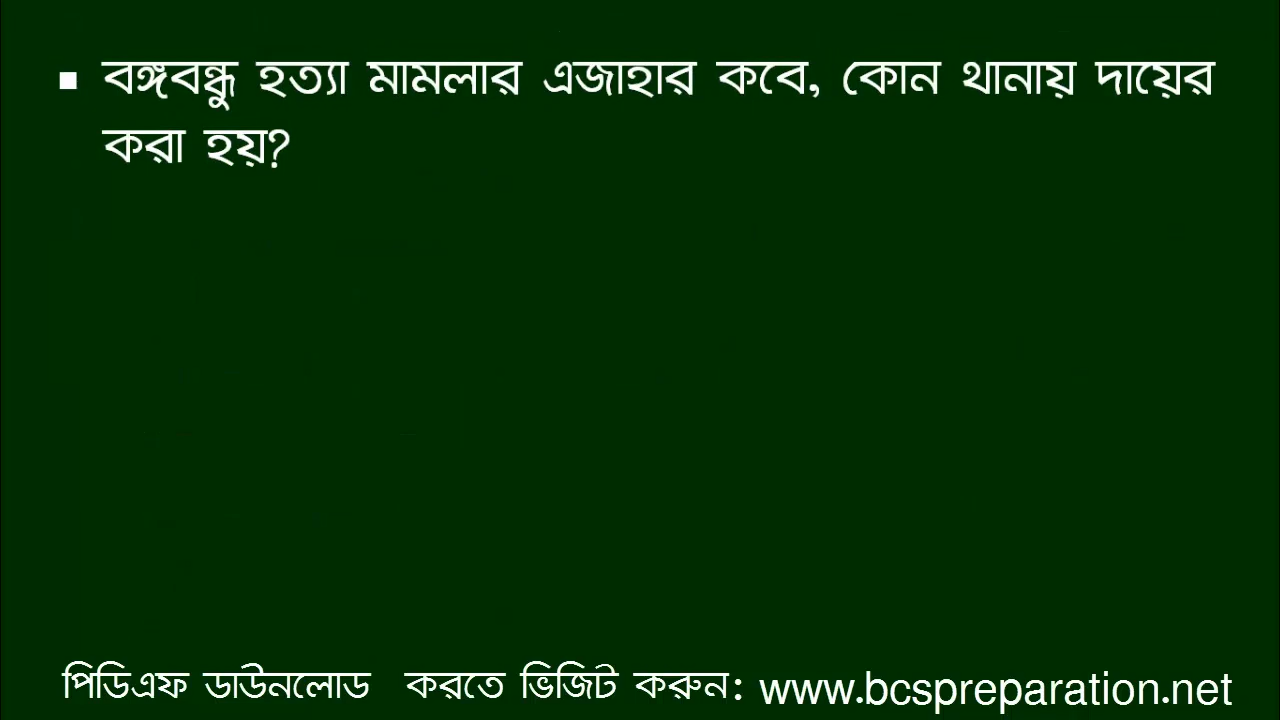 ▪ বঙ্গবন্ধু হত্যা মামলার এজাহার কবে, কোন থানায় দায়ের
করা হয়?
পিডিএফ ডাউনলোড করতে ভিজিট করুন: www.bcspreparation.net